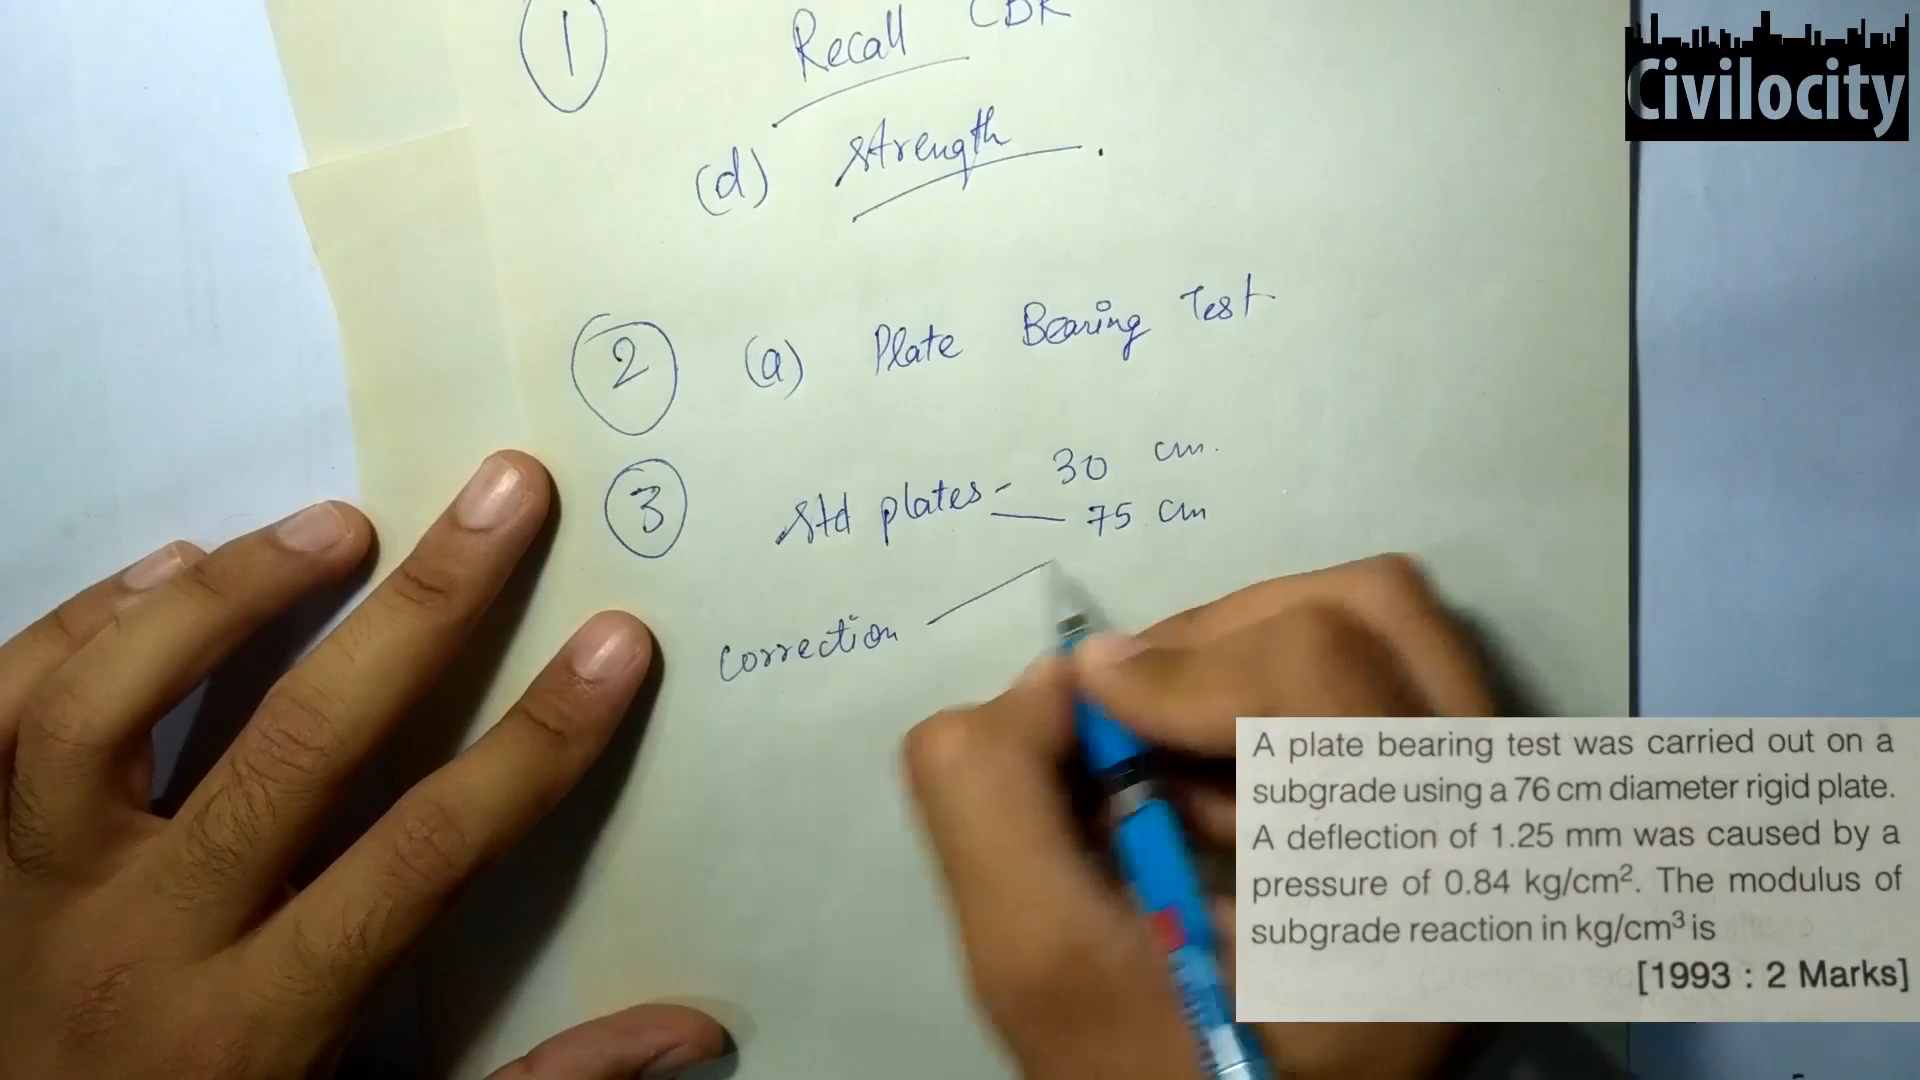 1 Recall CBR
(d) strength.
2 (a) Plate Bearing Test
3 std plates - 30 cm.
75 cm
correction
Civilocity
A plate bearing test was carried out on a
subgrade using a 76 cm diameter rigid plate.
A deflection of 1.25 mm was caused by a
pressure of 0.84 kg/cm². The modulus of
subgrade reaction in kg/cm³ is
[1993 : 2 Marks]